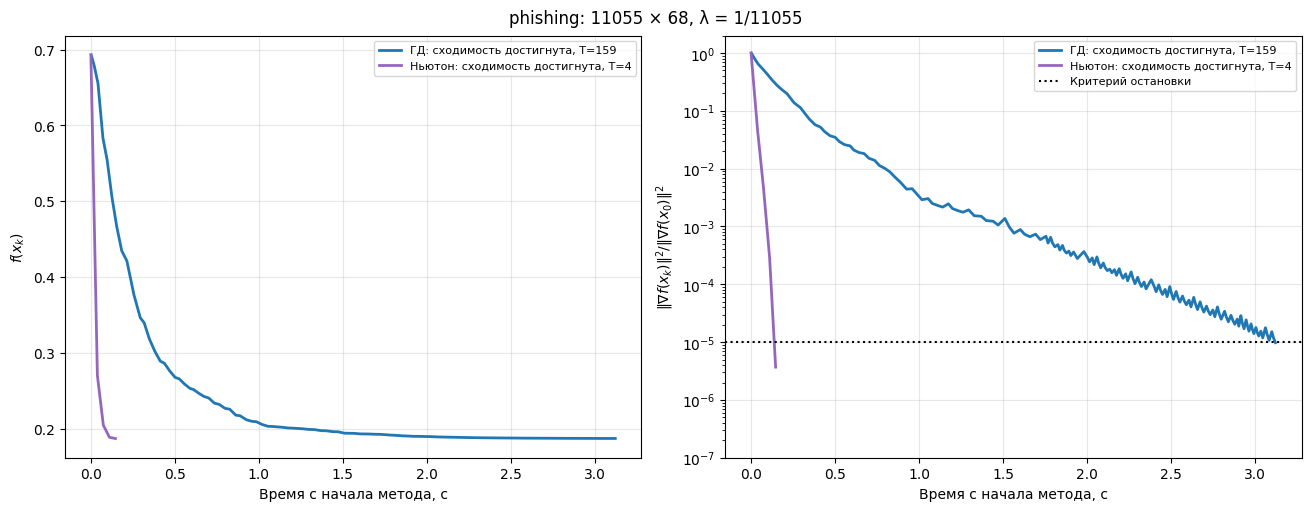 phishing: 11055 × 68, λ = 1/11055
0.7
0.6
0.5
0.4
0.3
0.2
f(x_k)
0.0 0.5 1.0 1.5 2.0 2.5 3.0
Время с начала метода, с
ГД: сходимость достигнута, T=159
Ньютон: сходимость достигнута, T=4
10⁰
10⁻¹
10⁻²
10⁻³
10⁻⁴
10⁻⁵
10⁻⁶
10⁻⁷
‖∇f(x_k)‖²/‖∇f(x₀)‖²
0.0 0.5 1.0 1.5 2.0 2.5 3.0
Время с начала метода, с
ГД: сходимость достигнута, T=159
Ньютон: сходимость достигнута, T=4
Критерий остановки